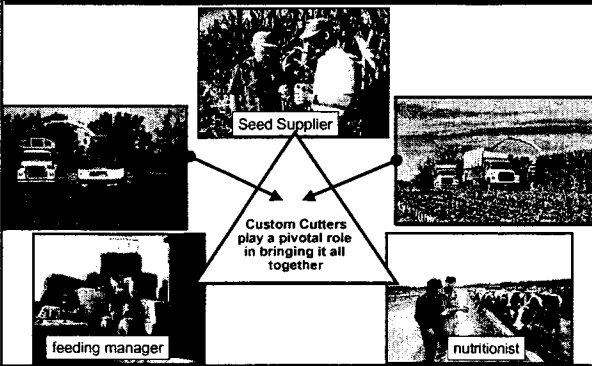 Seed Supplier
Custom Cutters
play a pivotal role
in bringing it all
together
feeding manager
nutritionist